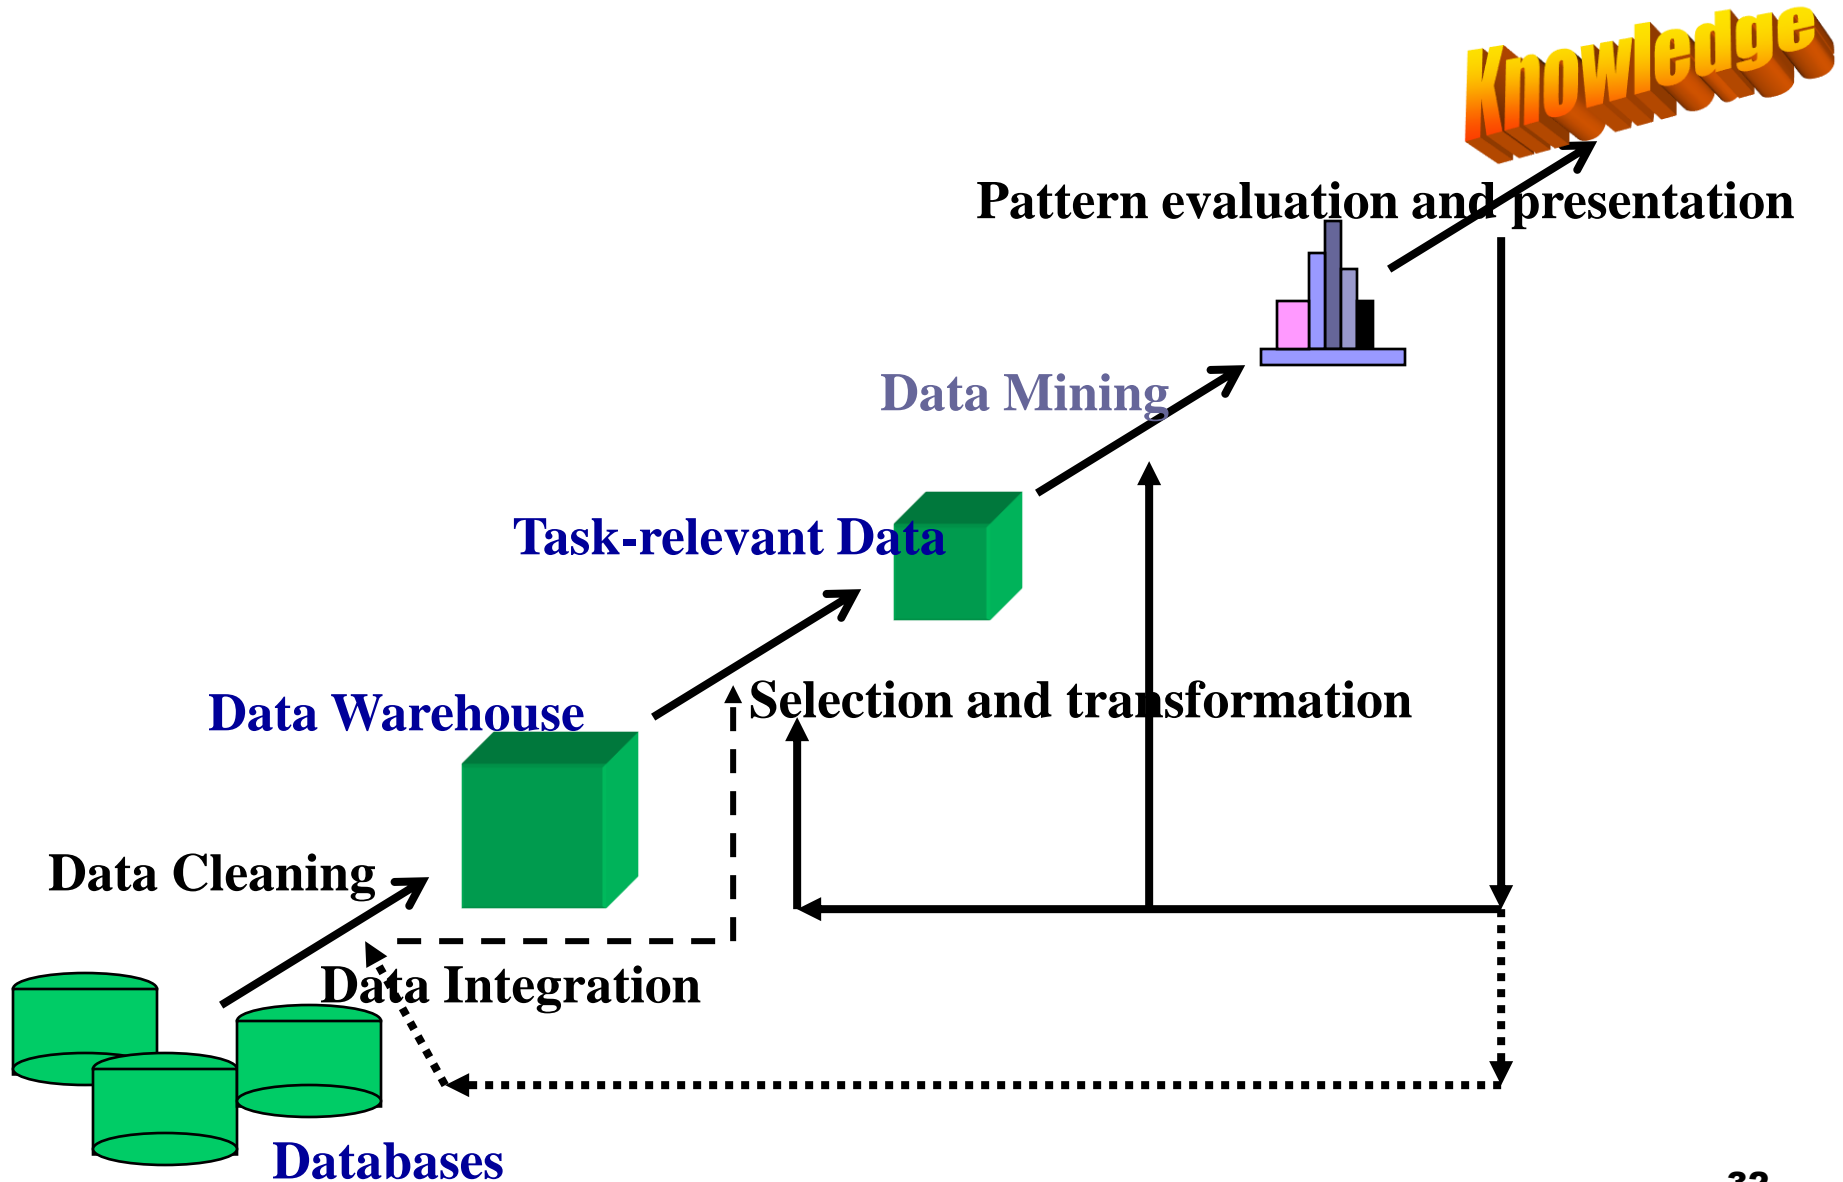 Knowledge
Pattern evaluation and presentation
Data Mining
Task-relevant Data
Selection and transformation
Data Warehouse
Data Cleaning
Data Integration
Databases
32